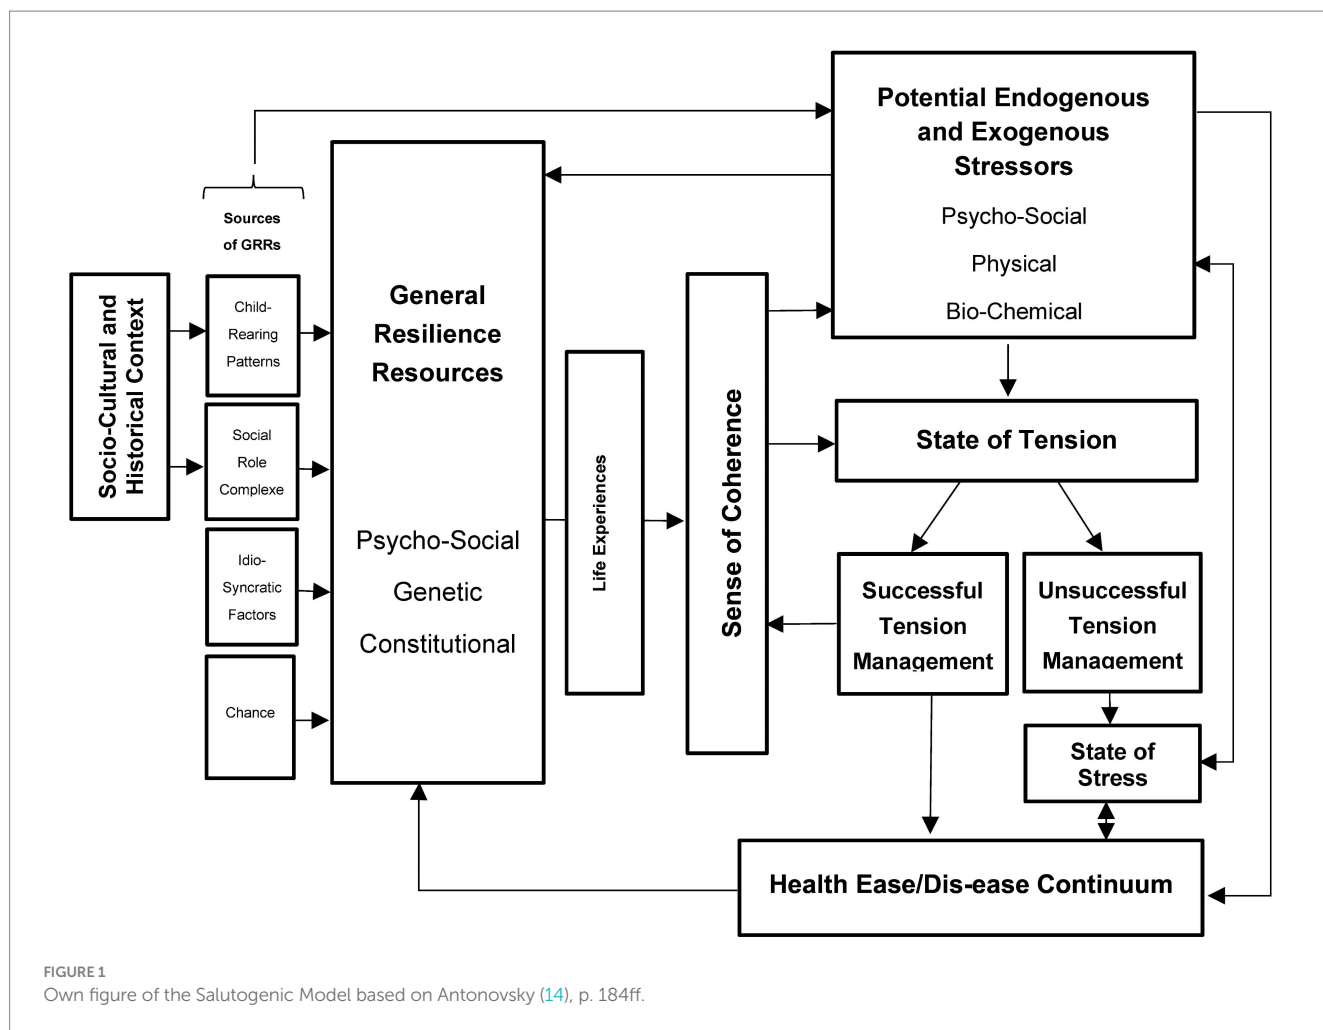 Potential Endogenous
and Exogenous
Stressors
Psycho-Social
Physical
Bio-Chemical
Sources
of GRRs
Socio-Cultural and
Historical Context
Child-
Rearing
Patterns
Social
Role
Complexe
Idio-
Syncratic
Factors
Chance
General
Resilience
Resources
Psycho-Social
Genetic
Constitutional
Life Experiences
Sense of Coherence
State of Tension
Successful
Tension
Management
Unsuccessful
Tension
Management
State of
Stress
Health Ease/Dis-ease Continuum
FIGURE 1
Own figure of the Salutogenic Model based on Antonovsky (14), p. 184ff.